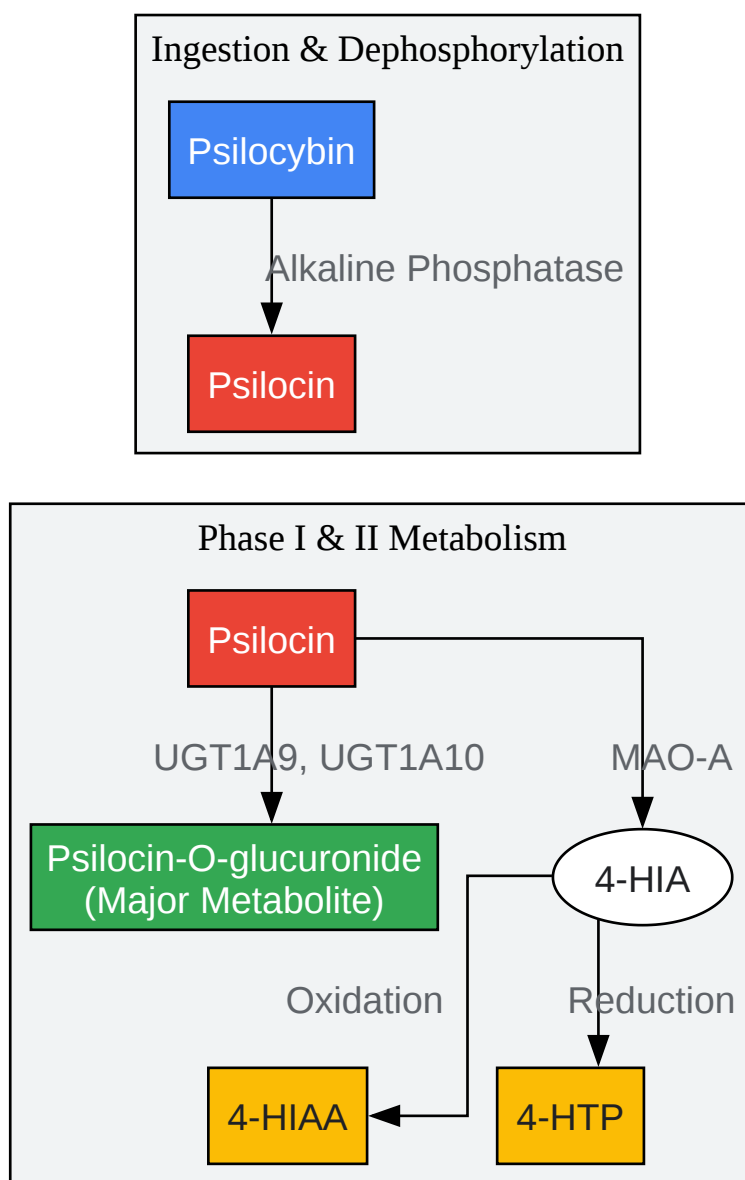 Ingestion & Dephosphorylation
Psilocybin
Alkaline Phosphatase
Psilocin
Phase I & II Metabolism
Psilocin
UGT1A9, UGT1A10
MAO-A
Psilocin-O-glucuronide
(Major Metabolite)
4-HIA
Oxidation
Reduction
4-HIAA
4-HTP